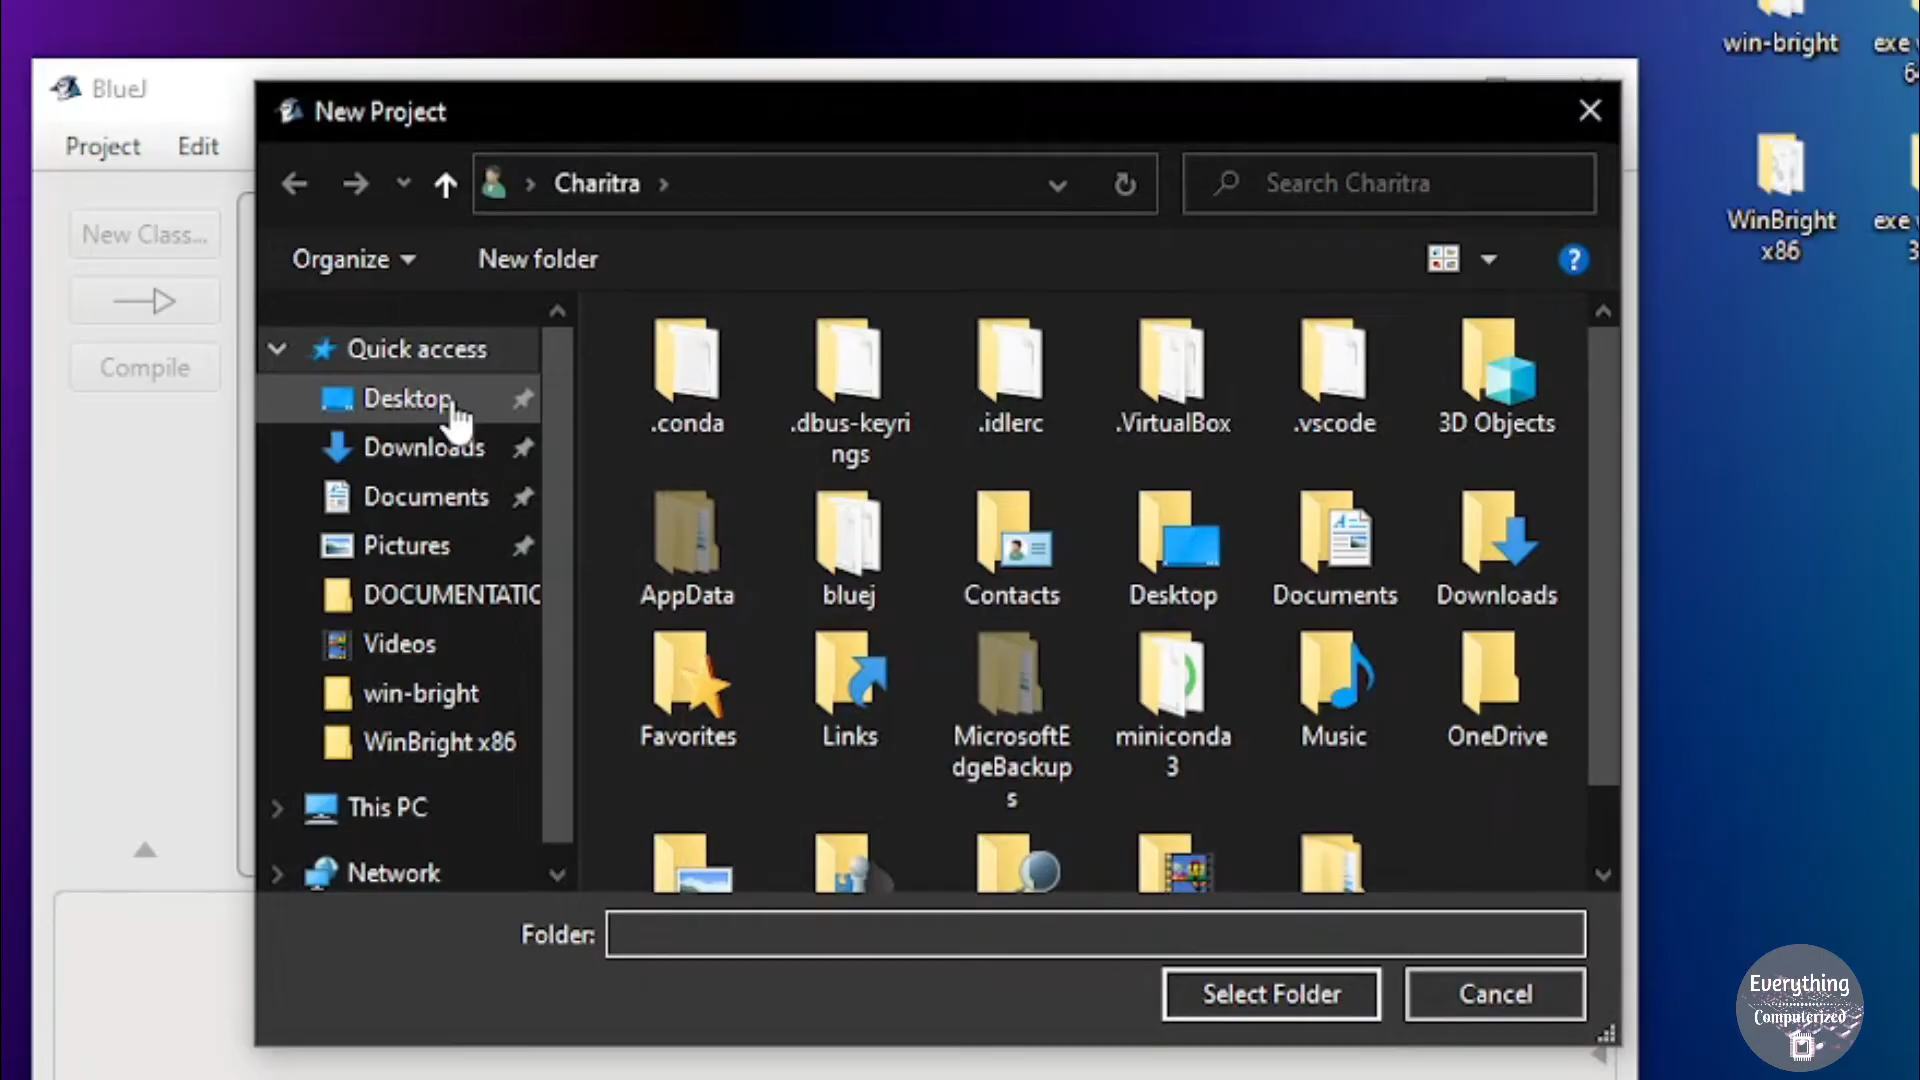 win-bright
exe
BlueJ
New Project
Project
Edit
Charitra
Search Charitra
New Class...
WinBright
x86
exe
Organize
New folder
Quick access
Compile
Desktop
Downloads
Documents
Pictures
DOCUMENTATIC
Videos
win-bright
WinBright x86
This PC
Network
.conda
.dbus-keyri
ngs
.idlerc
.VirtualBox
.vscode
3D Objects
AppData
bluej
Contacts
Desktop
Documents
Downloads
Favorites
Links
MicrosoftE
dgeBackup
s
miniconda
3
Music
OneDrive
Folder:
Select Folder
Cancel
Everything
Computerized